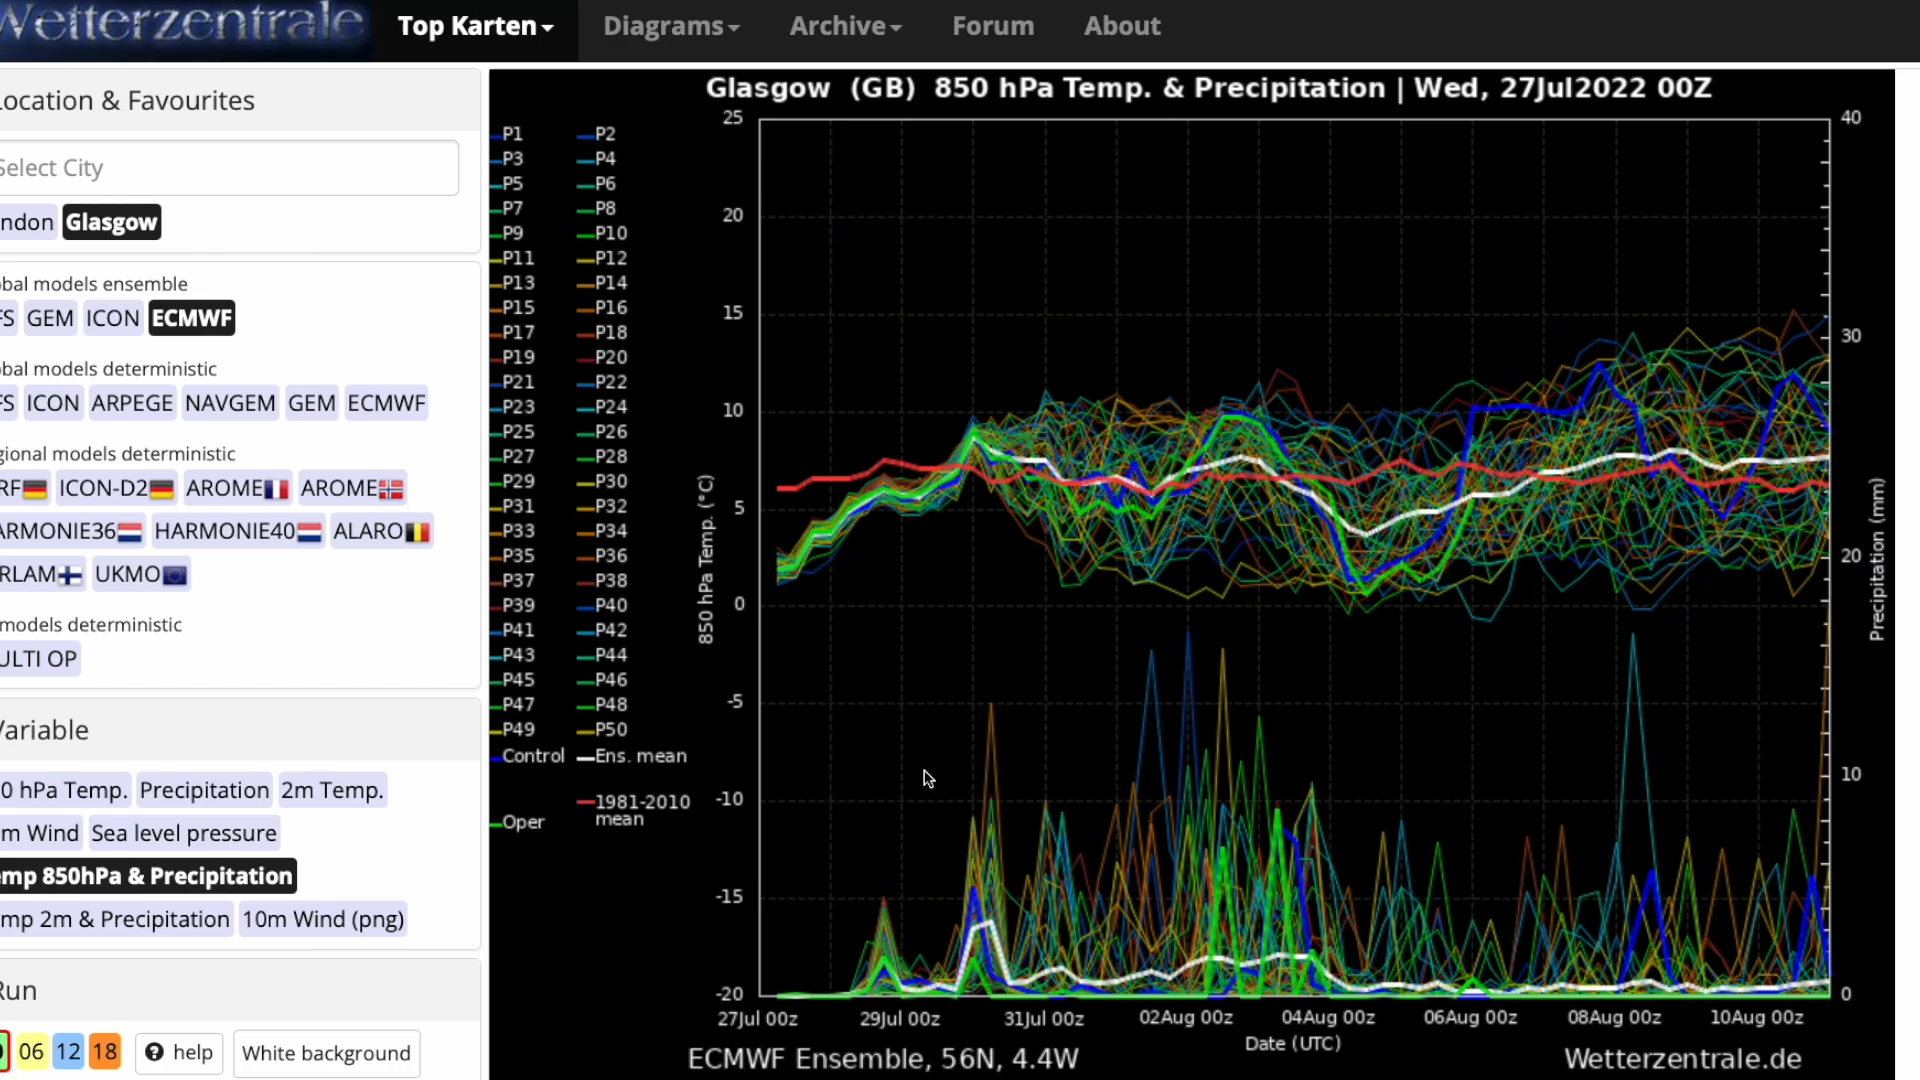 Wetterzentrale
Top Karten
Diagrams
Archive
Forum
About
Location & Favourites
Select City
ndon
Glasgow
bal models ensemble
FS GEM ICON ECMWF
bal models deterministic
FS ICON ARPEGE NAVGEM GEM ECMWF
gional models deterministic
RF ICON-D2 AROME AROME
ARMONIE36 HARMONIE40 ALARO
RLAM UKMO
models deterministic
ULTI OP
Variable
0 hPa Temp. Precipitation 2m Temp.
m Wind Sea level pressure
emp 850hPa & Precipitation
mp 2m & Precipitation 10m Wind (png)
Run
0 06 12 18 help White background
Glasgow (GB) 850 hPa Temp. & Precipitation | Wed, 27Jul2022 00Z
P1 P2
P3 P4
P5 P6
P7 P8
P9 P10
P11 P12
P13 P14
P15 P16
P17 P18
P19 P20
P21 P22
P23 P24
P25 P26
P27 P28
P29 P30
P31 P32
P33 P34
P35 P36
P37 P38
P39 P40
P41 P42
P43 P44
P45 P46
P47 P48
P49 P50
Control Ens. mean
1981-2010
mean
Oper
850 hPa Temp. (°C)
25
20
15
10
5
0
-5
-10
-15
-20
40
30
20
10
0
Precipitation (mm)
27Jul 00z 29Jul 00z 31Jul 00z 02Aug 00z 04Aug 00z 06Aug 00z 08Aug 00z 10Aug 00z
Date (UTC)
ECMWF Ensemble, 56N, 4.4W
Wetterzentrale.de